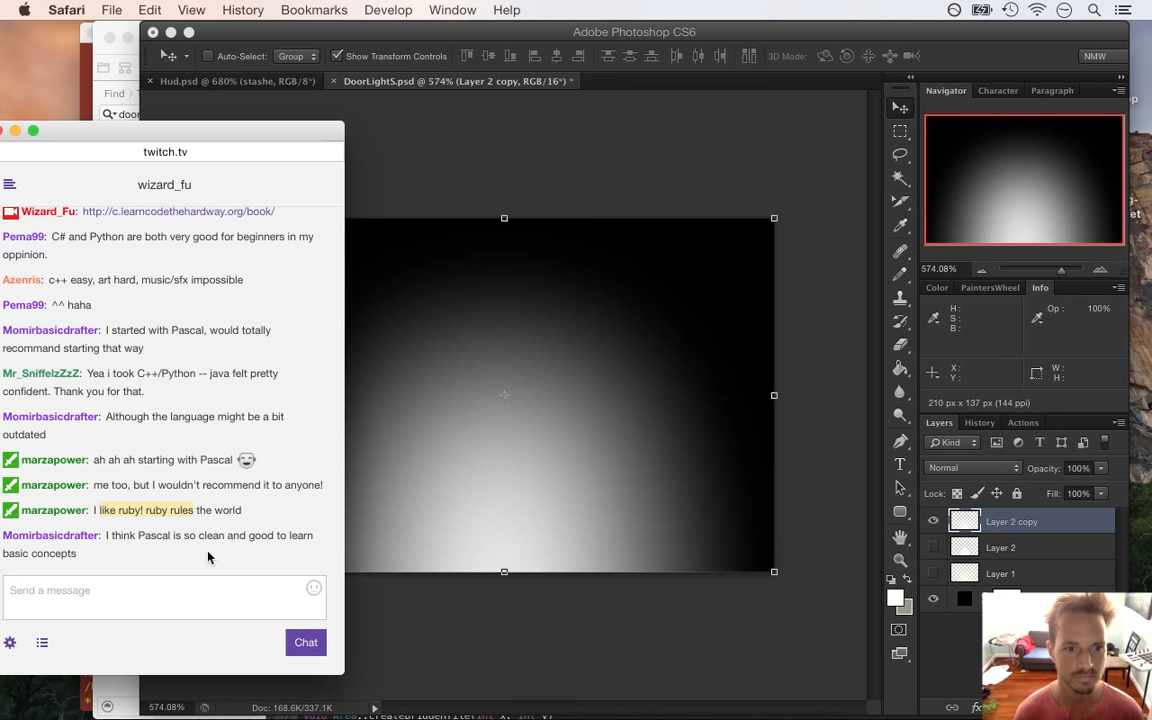 Safari File Edit View History Bookmarks Develop Window Help
Adobe Photoshop CS6
Auto-Select: Group Show Transform Controls 3D Mode: NMW
Hud.psd @ 680% (stashe, RGB/8*) DoorLightS.psd @ 574% (Layer 2 copy, RGB/16*) *
Find
door
twitch.tv
wizard_fu
Wizard_Fu: http://c.learncodethehardway.org/book/
Pema99: C# and Python are both very good for beginners in my
oppinion.
Azenris: c++ easy, art hard, music/sfx impossible
Pema99: ^^ haha
Momirbasicdrafter: I started with Pascal, would totally
recommand starting that way
Mr_SniffelzZzZ: Yea i took C++/Python -- java felt pretty
confident. Thank you for that.
Momirbasicdrafter: Although the language might be a bit
outdated
marzapower: ah ah ah starting with Pascal
marzapower: me too, but I wouldn't recommend it to anyone!
marzapower: I like ruby! ruby rules the world
Momirbasicdrafter: I think Pascal is so clean and good to learn
basic concepts
Send a message
Chat
574.08% Doc: 168.6K/337.1K
Navigator Character Paragraph
574.08%
Color PaintersWheel Info
H:
S:
B:
Op: 100%
X:
Y:
W:
H:
210 px x 137 px (144 ppi)
Layers History Actions
Kind
Normal Opacity: 100%
Lock: Fill: 100%
Layer 2 copy
Layer 2
Layer 1
fx